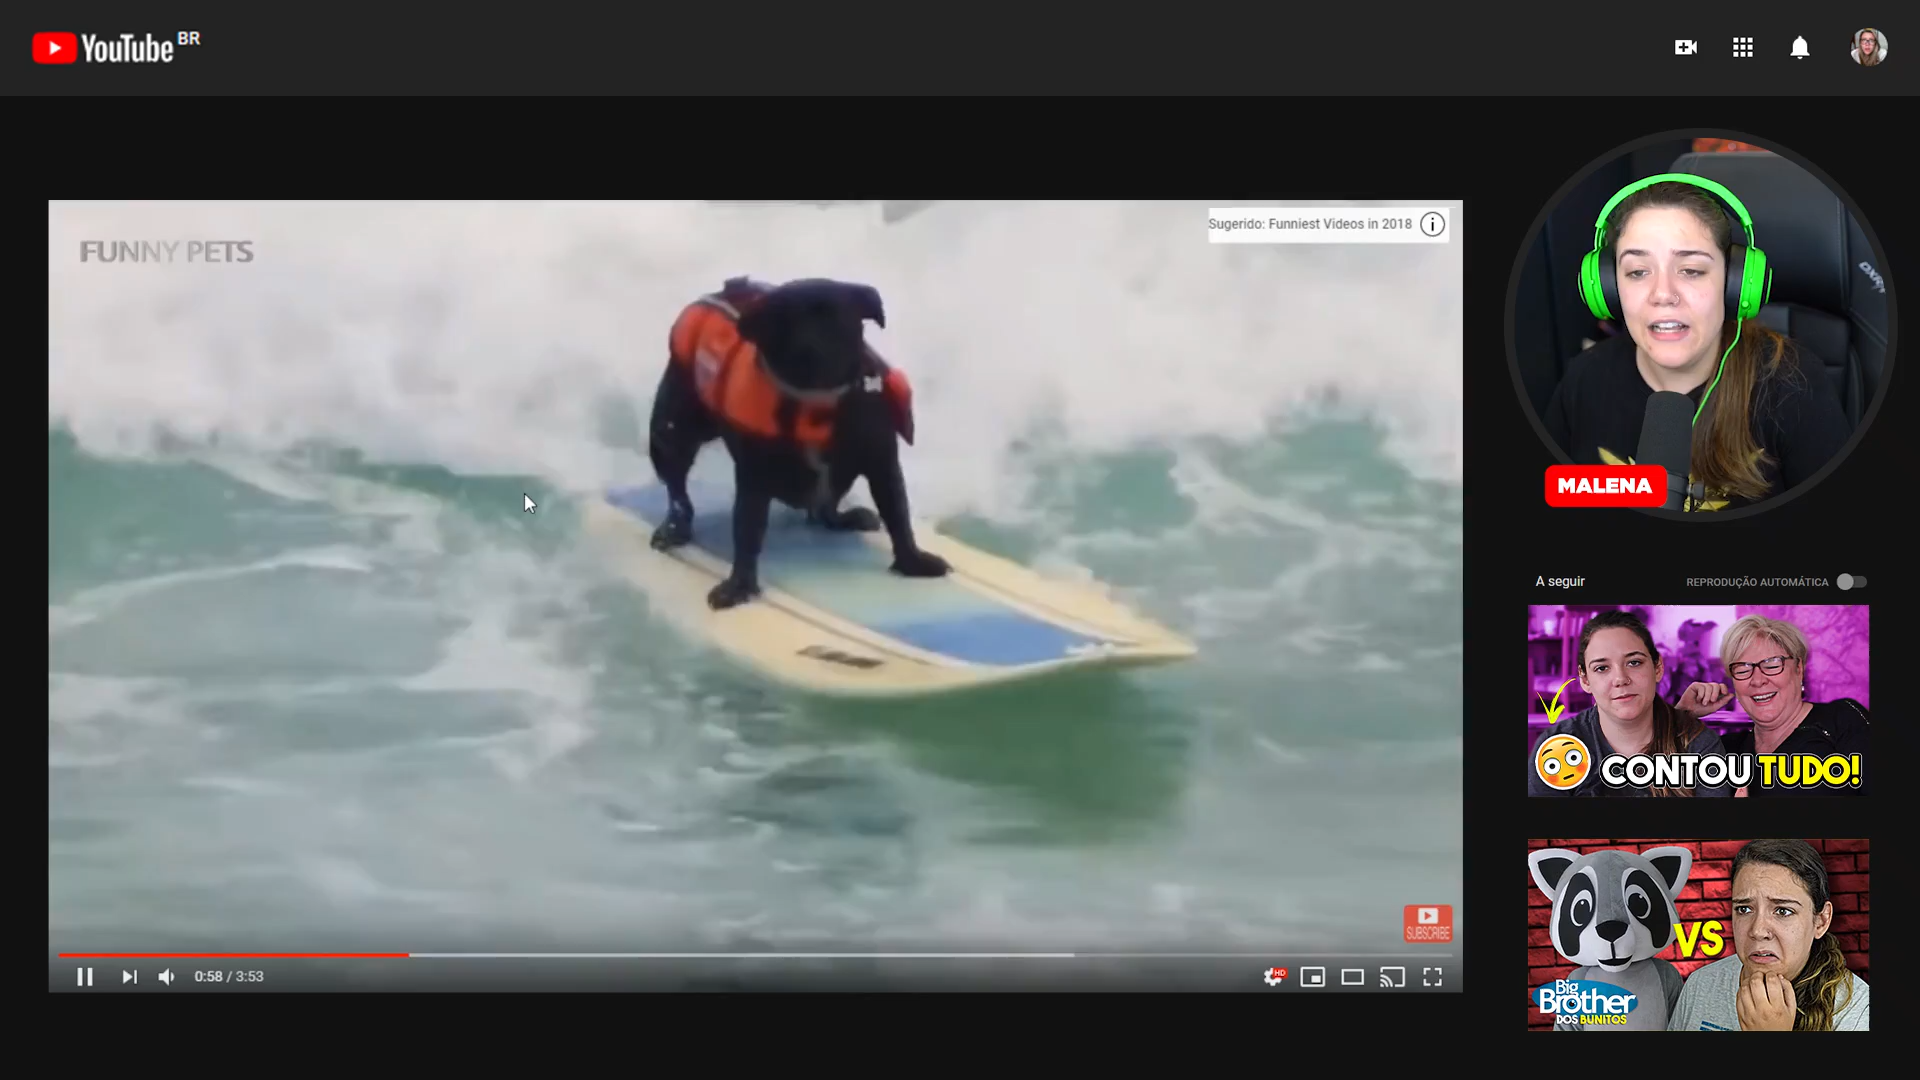 YouTube BR
FUNNY PETS
Sugerido: Funniest Videos in 2018
MALENA
A seguir
REPRODUÇÃO AUTOMÁTICA
CONTOU TUDO!
VS
Big
Brother
DOS BUNITOS
SUBSCRIBE
0:58 / 3:53
HD